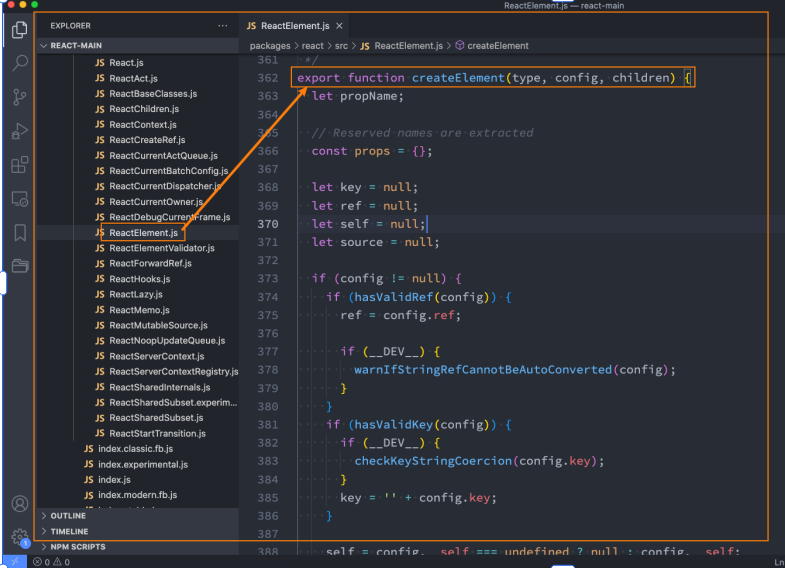 ReactElement.js — react-main
EXPLORER
···
JS ReactElement.js ×
REACT-MAIN
packages > react > src > JS ReactElement.js > createElement
JS React.js
JS ReactAct.js
JS ReactBaseClasses.js
JS ReactChildren.js
JS ReactContext.js
JS ReactCreateRef.js
JS ReactCurrentActQueue.js
JS ReactCurrentBatchConfig.js
JS ReactCurrentDispatcher.js
JS ReactCurrentOwner.js
JS ReactDebugCurrentFrame.js
JS ReactElement.js
JS ReactElementValidator.js
JS ReactForwardRef.js
JS ReactHooks.js
JS ReactLazy.js
JS ReactMemo.js
JS ReactMutableSource.js
JS ReactNoopUpdateQueue.js
JS ReactServerContext.js
JS ReactServerContextRegistry.js
JS ReactSharedInternals.js
JS ReactSharedSubset.experim...
JS ReactSharedSubset.js
JS ReactStartTransition.js
JS index.classic.fb.js
JS index.experimental.js
JS index.js
JS index.modern.fb.js
OUTLINE
TIMELINE
NPM SCRIPTS
1
0 0
361 */
362 export function createElement(type, config, children) {
363 let propName;
364
365 // Reserved names are extracted
366 const props = {};
367
368 let key = null;
369 let ref = null;
370 let self = null;
371 let source = null;
372
373 if (config != null) {
374 if (hasValidRef(config)) {
375 ref = config.ref;
376
377 if (__DEV__) {
378 warnIfStringRefCannotBeAutoConverted(config);
379 }
380 }
381 if (hasValidKey(config)) {
382 if (__DEV__) {
383 checkKeyStringCoercion(config.key);
384 }
385 key = '' + config.key;
386 }
387
388 self = config.__self === undefined ? null : config.__self;
Ln